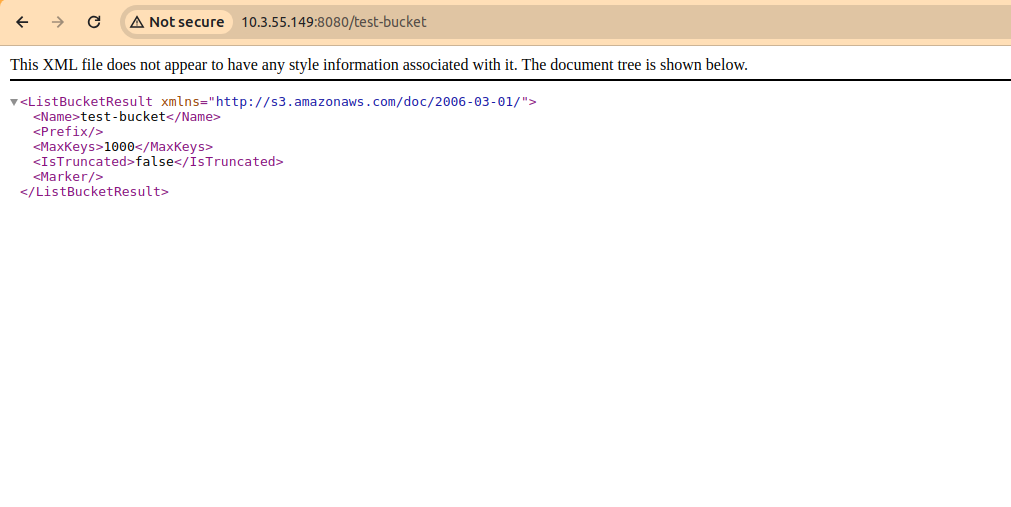 Not secure 10.3.55.149:8080/test-bucket
This XML file does not appear to have any style information associated with it. The document tree is shown below.
▼<ListBucketResult xmlns="http://s3.amazonaws.com/doc/2006-03-01/">
<Name>test-bucket</Name>
<Prefix/>
<MaxKeys>1000</MaxKeys>
<IsTruncated>false</IsTruncated>
<Marker/>
</ListBucketResult>